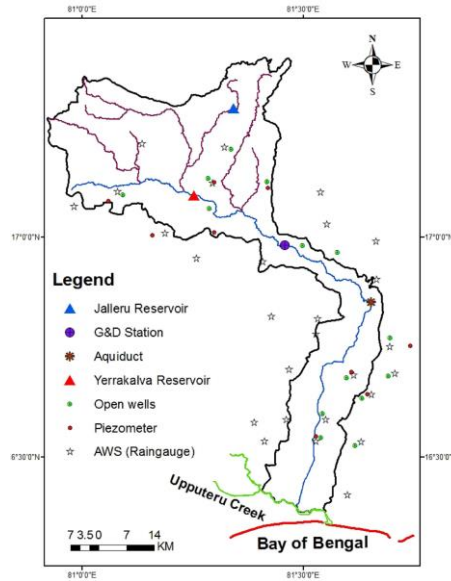 81°0'0"E 81°30'0"E
N
W E
S
17°0'0"N 17°0'0"N
Legend
Jalleru Reservoir
G&D Station
Aquiduct
Yerrakalva Reservoir
Open wells
Piezometer
AWS (Raingauge)
6°30'0"N 16°30'0"N
Upputeru Creek
7 3.5 0 7 14
KM
Bay of Bengal
81°0'0"E 81°30'0"E